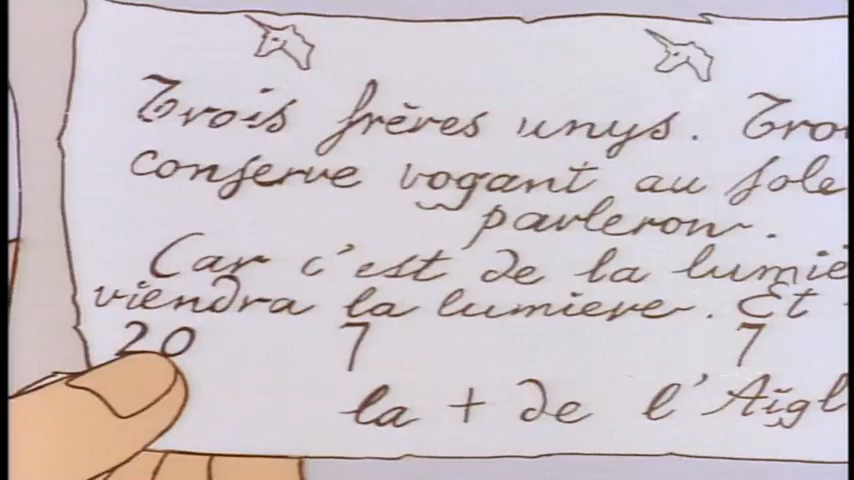 Trois frères unys. Tro
conserve vogant au sole
parleron.
Car c'est de la lumie
viendra la lumiere. Et
20 7 7
la + de l'Aigl